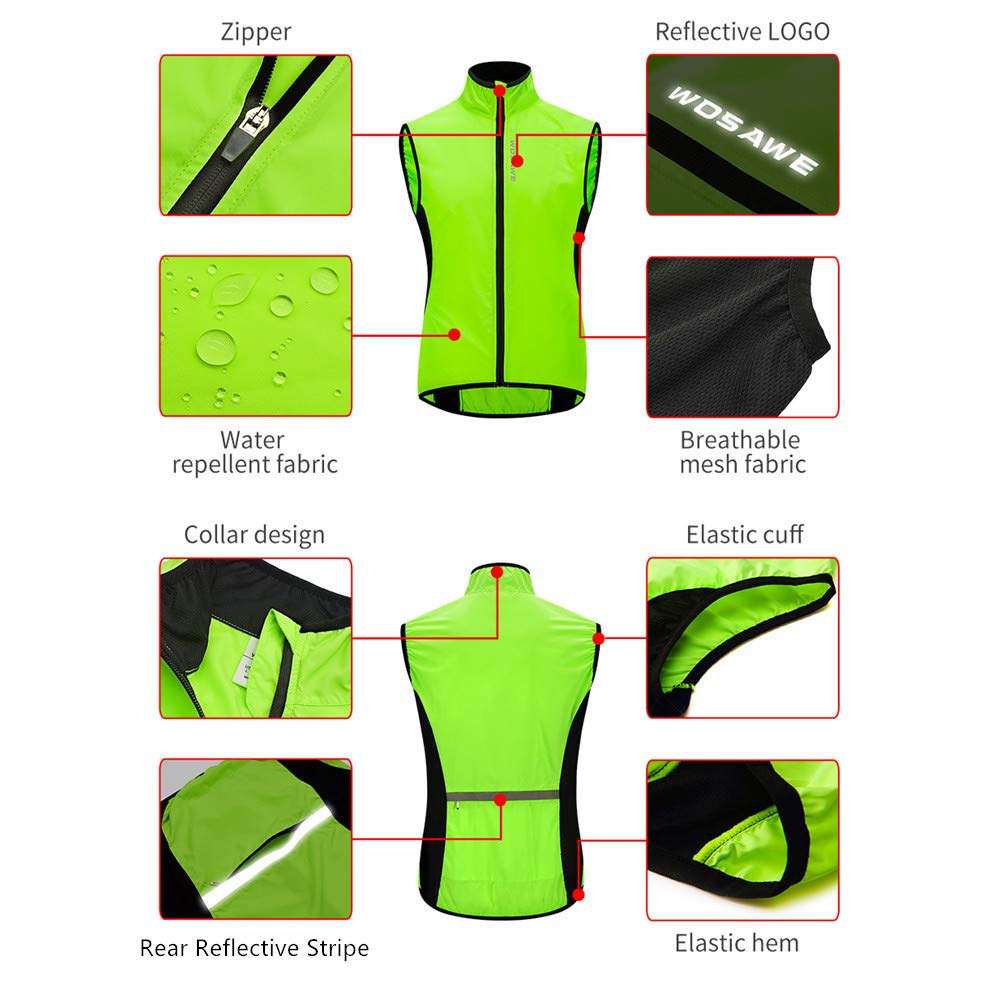 Zipper
Reflective LOGO
WOSAWE
WOSAWE
Water
repellent fabric
Breathable
mesh fabric
Collar design
Elastic cuff
Rear Reflective Stripe
Elastic hem